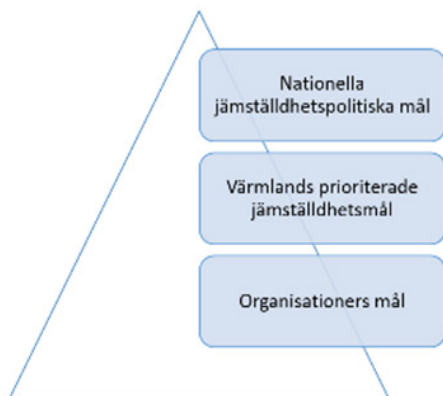 Nationella
jämställdhetspolitiska mål
Värmlands prioriterade
jämställdhetsmål
Organisationers mål